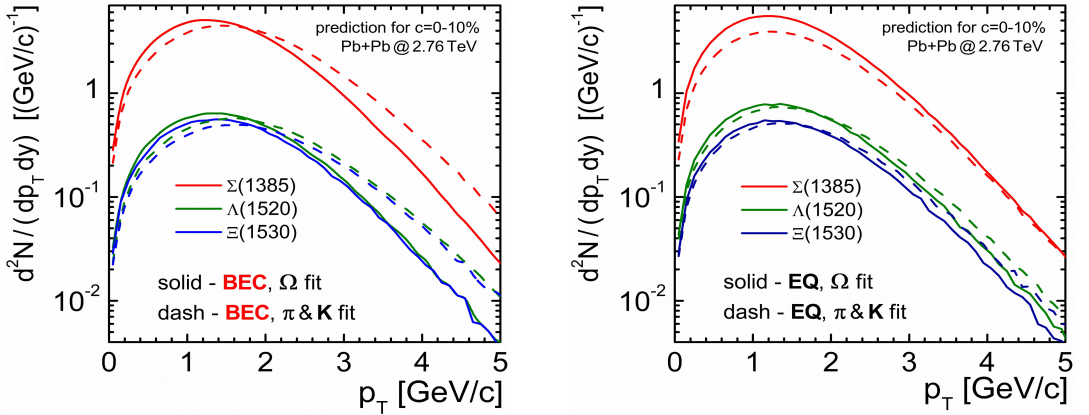 prediction for c=0-10%
Pb+Pb @ 2.76 TeV
d²N / ( dp_T dy) [(GeV/c)⁻¹]
1
10⁻¹
10⁻²
Σ(1385)
Λ(1520)
Ξ(1530)
solid - BEC, Ω fit
dash - BEC, π & K fit
0 1 2 3 4 5
p_T [GeV/c]
prediction for c=0-10%
Pb+Pb @ 2.76 TeV
d²N / ( dp_T dy) [(GeV/c)⁻¹]
1
10⁻¹
10⁻²
Σ(1385)
Λ(1520)
Ξ(1530)
solid - EQ, Ω fit
dash - EQ, π & K fit
0 1 2 3 4 5
p_T [GeV/c]